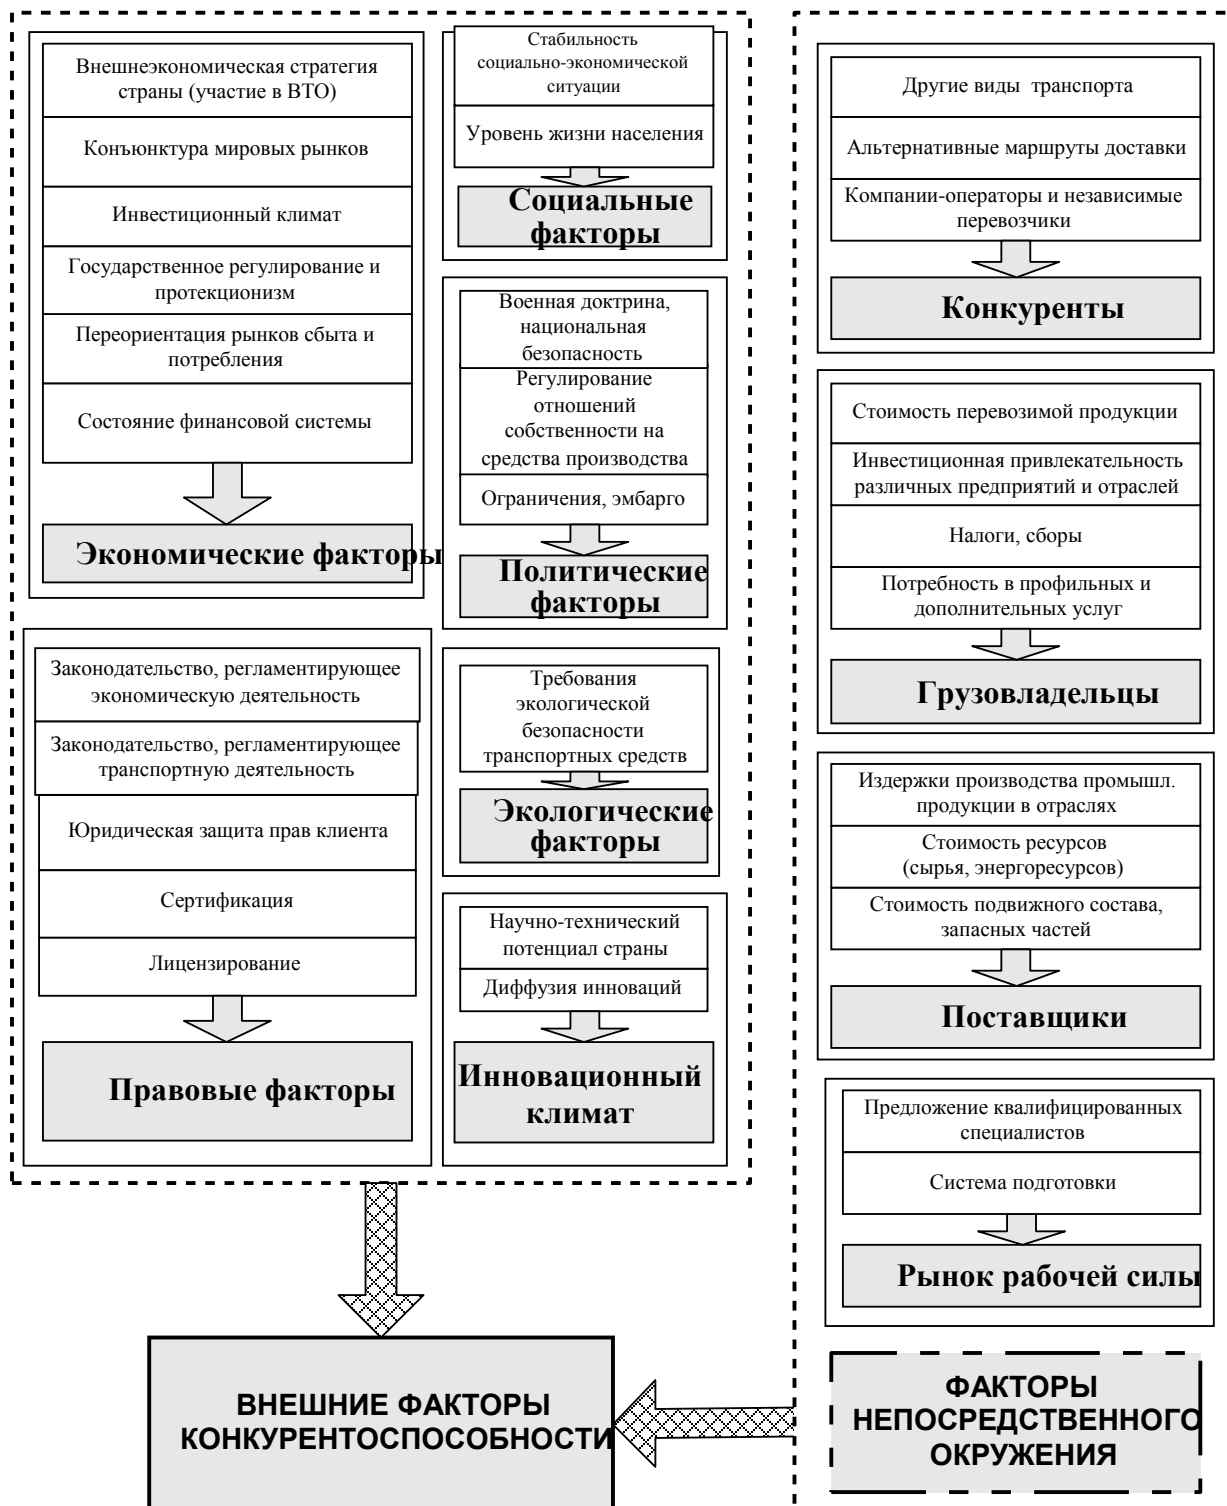 Внешнеэкономическая стратегия
страны (участие в ВТО)
Конъюнктура мировых рынков
Инвестиционный климат
Государственное регулирование и
протекционизм
Переориентация рынков сбыта и
потребления
Состояние финансовой системы
Экономические факторы
Законодательство, регламентирующее
экономическую деятельность
Законодательство, регламентирующее
транспортную деятельность
Юридическая защита прав клиента
Сертификация
Лицензирование
Правовые факторы
Стабильность
социально-экономической
ситуации
Уровень жизни населения
Социальные
факторы
Военная доктрина,
национальная
безопасность
Регулирование
отношений
собственности на
средства производства
Ограничения, эмбарго
Политические
факторы
Требования
экологической
безопасности
транспортных средств
Экологические
факторы
Научно-технический
потенциал страны
Диффузия инноваций
Инновационный
климат
Другие виды транспорта
Альтернативные маршруты доставки
Компании-операторы и независимые
перевозчики
Конкуренты
Стоимость перевозимой продукции
Инвестиционная привлекательность
различных предприятий и отраслей
Налоги, сборы
Потребность в профильных и
дополнительных услуг
Грузовладельцы
Издержки производства промышл.
продукции в отраслях
Стоимость ресурсов
(сырья, энергоресурсов)
Стоимость подвижного состава,
запасных частей
Поставщики
Предложение квалифицированных
специалистов
Система подготовки
Рынок рабочей силы
ВНЕШНИЕ ФАКТОРЫ
КОНКУРЕНТОСПОСОБНОСТИ
ФАКТОРЫ
НЕПОСРЕДСТВЕННОГО
ОКРУЖЕНИЯ